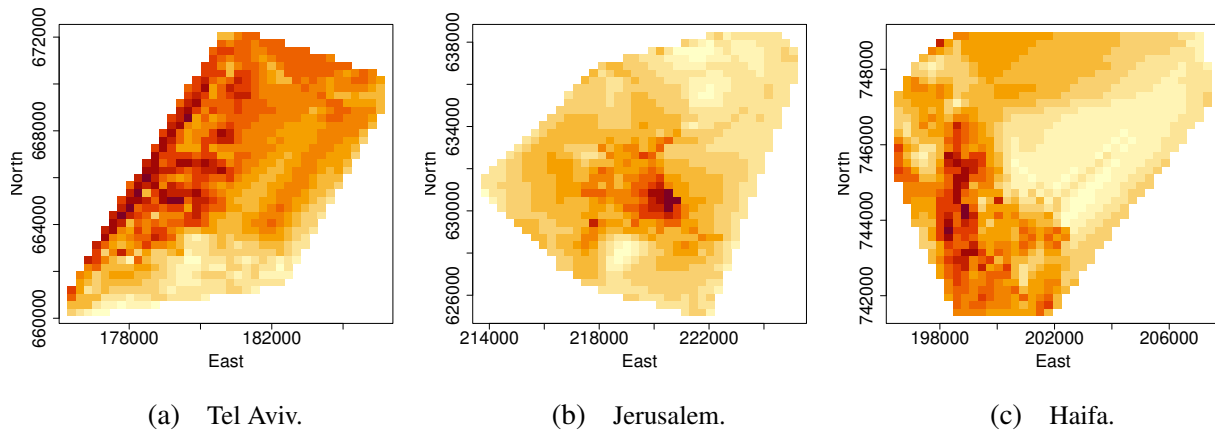 672000
668000
664000
660000
North
178000 182000
East
638000
634000
630000
626000
North
214000 218000 222000
East
748000
746000
744000
742000
North
198000 202000 206000
East
(a) Tel Aviv.
(b) Jerusalem.
(c) Haifa.